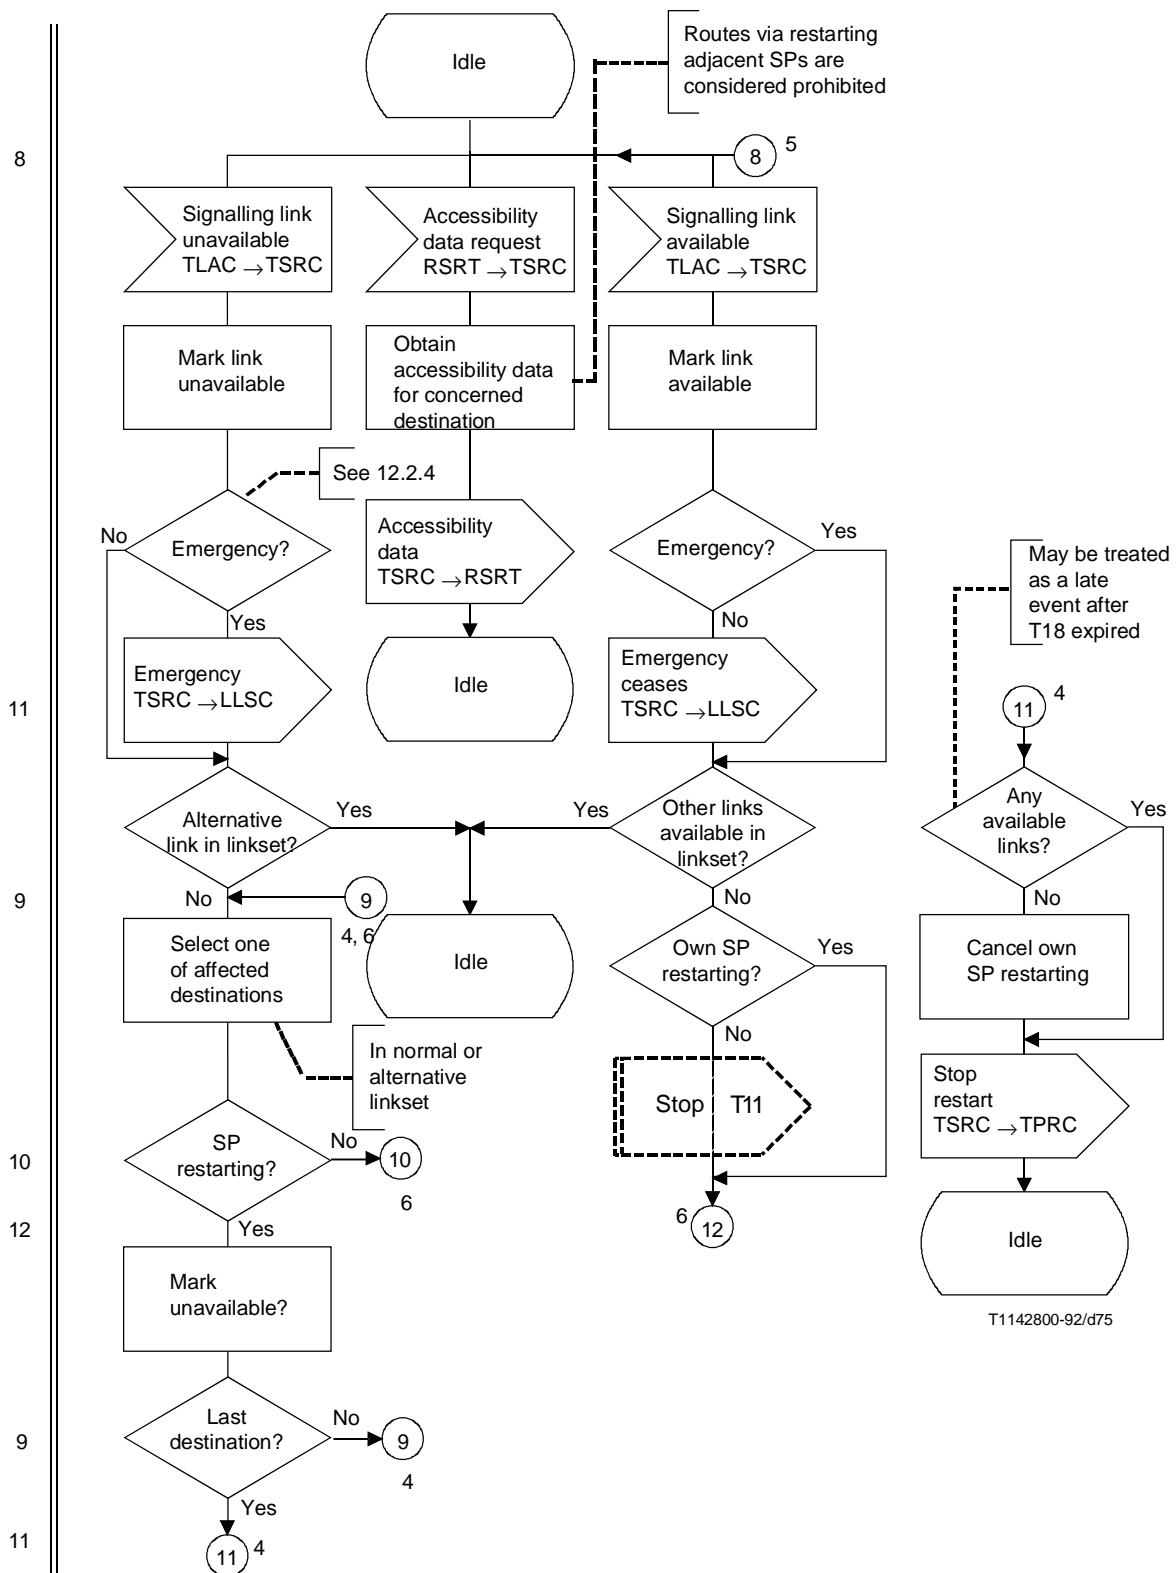 Routes via restarting
adjacent SPs are
considered prohibited
Idle
8
8
5
Signalling link
unavailable
TLAC → TSRC
Accessibility
data request
RSRT → TSRC
Signalling link
available
TLAC → TSRC
Mark link
unavailable
Obtain
accessibility data
for concerned
destination
Mark link
available
See 12.2.4
No
Emergency?
Yes
Accessibility
data
TSRC → RSRT
Emergency?
Yes
No
May be treated
as a late
event after
T18 expired
Emergency
TSRC → LLSC
Idle
Emergency
ceases
TSRC → LLSC
11
11
4
Alternative
link in linkset?
Yes
Yes
Other links
available in
linkset?
Any
available
links?
Yes
9
No
9
4, 6
No
No
Select one
of affected
destinations
Idle
Own SP
restarting?
Yes
Cancel own
SP restarting
No
In normal or
alternative
linkset
Stop T11
Stop
restart
TSRC → TPRC
10
SP
restarting?
No
10
6
12
Yes
6
12
Idle
Mark
unavailable?
T1142800-92/d75
9
Last
destination?
No
9
4
Yes
11
11
4